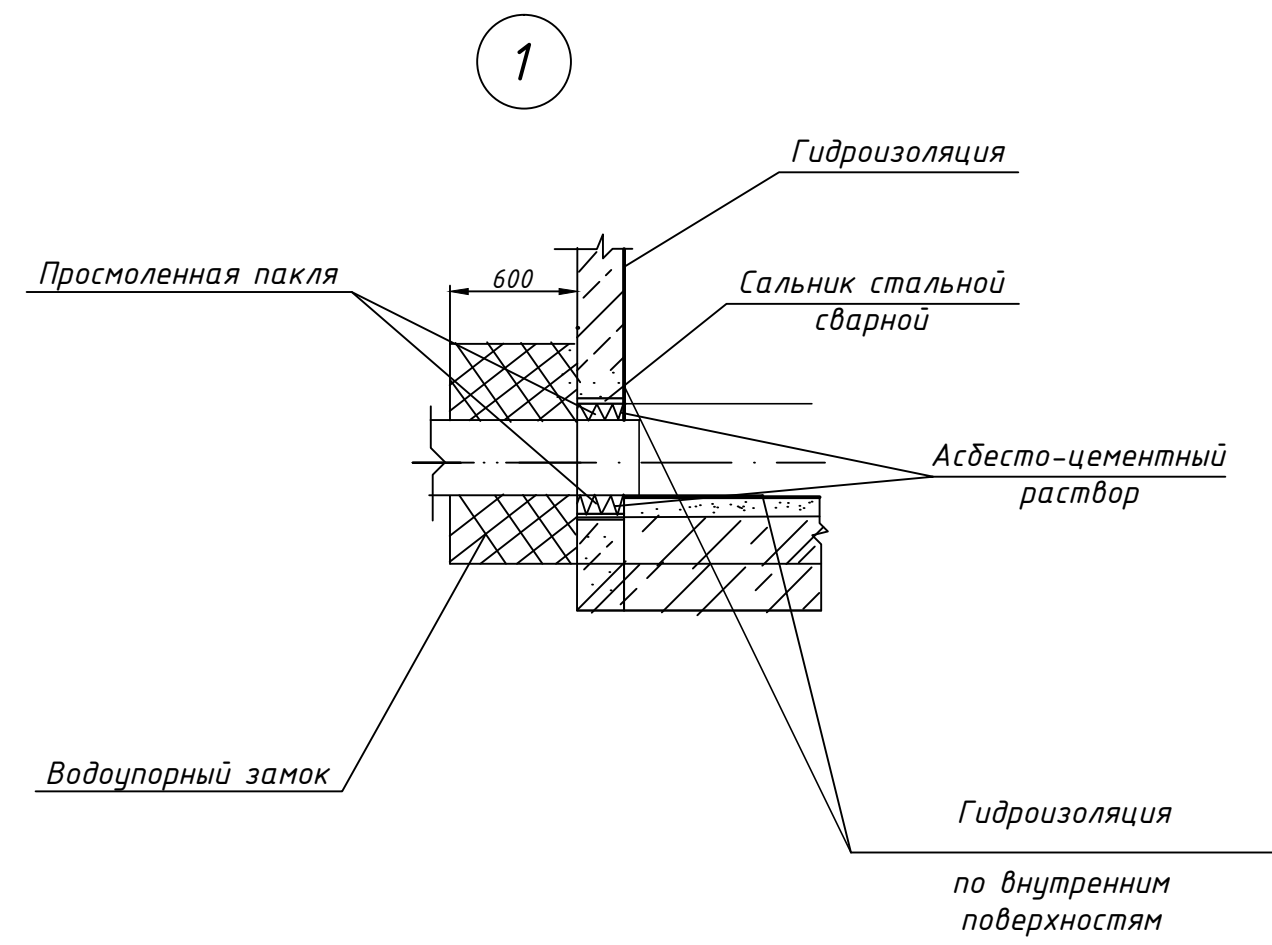 1
Гидроизоляция
Просмоленная пакля
600
Сальник стальной
сварной
Асбесто-цементный
раствор
Водоупорный замок
Гидроизоляция
по внутренним
поверхностям